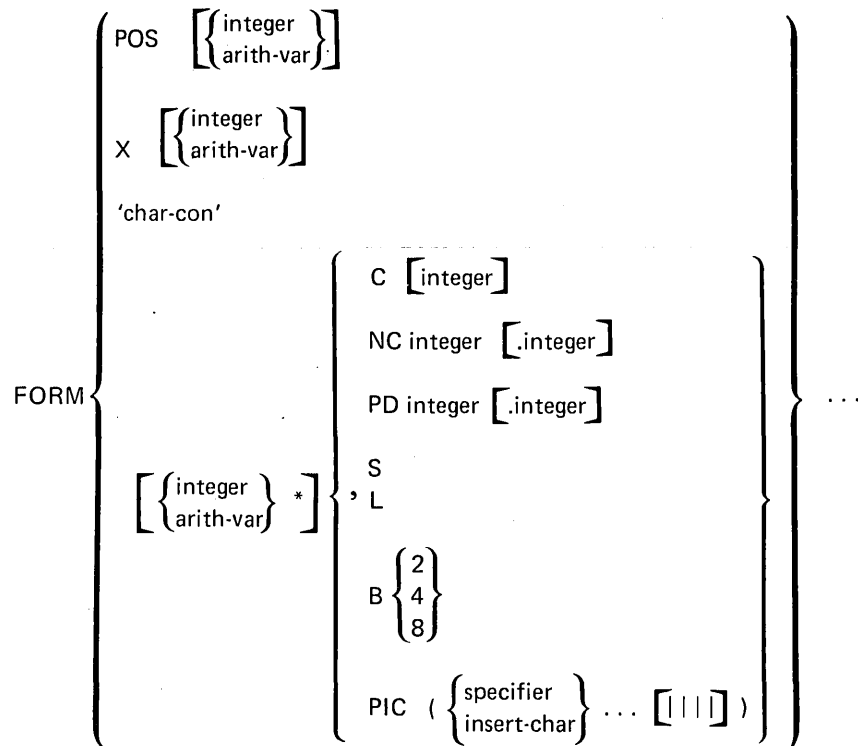 POS [{integer
arith-var}]
X [{integer
arith-var}]
'char-con'
C [integer]
NC integer [.integer]
FORM
PD integer [.integer]
...
[{integer
arith-var} *]
S
, L
B {2
4
8}
PIC ( {specifier
insert-char} ... [||||] )